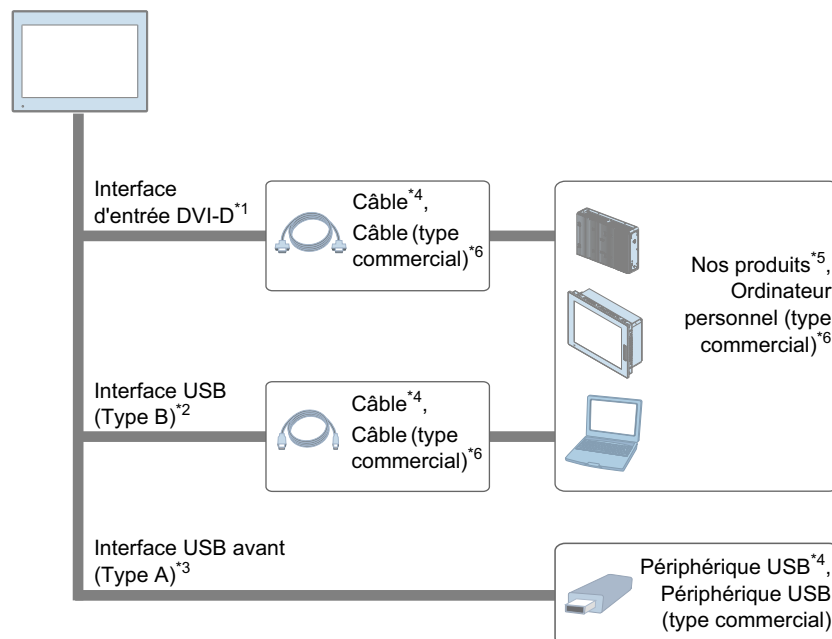 Interface
d'entrée DVI-D*1
Câble*4,
Câble (type
commercial)*6
Nos produits*5,
Ordinateur
personnel (type
commercial)*6
Interface USB
(Type B)*2
Câble*4,
Câble (type
commercial)*6
Interface USB avant
(Type A)*3
Périphérique USB*4,
Périphérique USB
(type commercial)